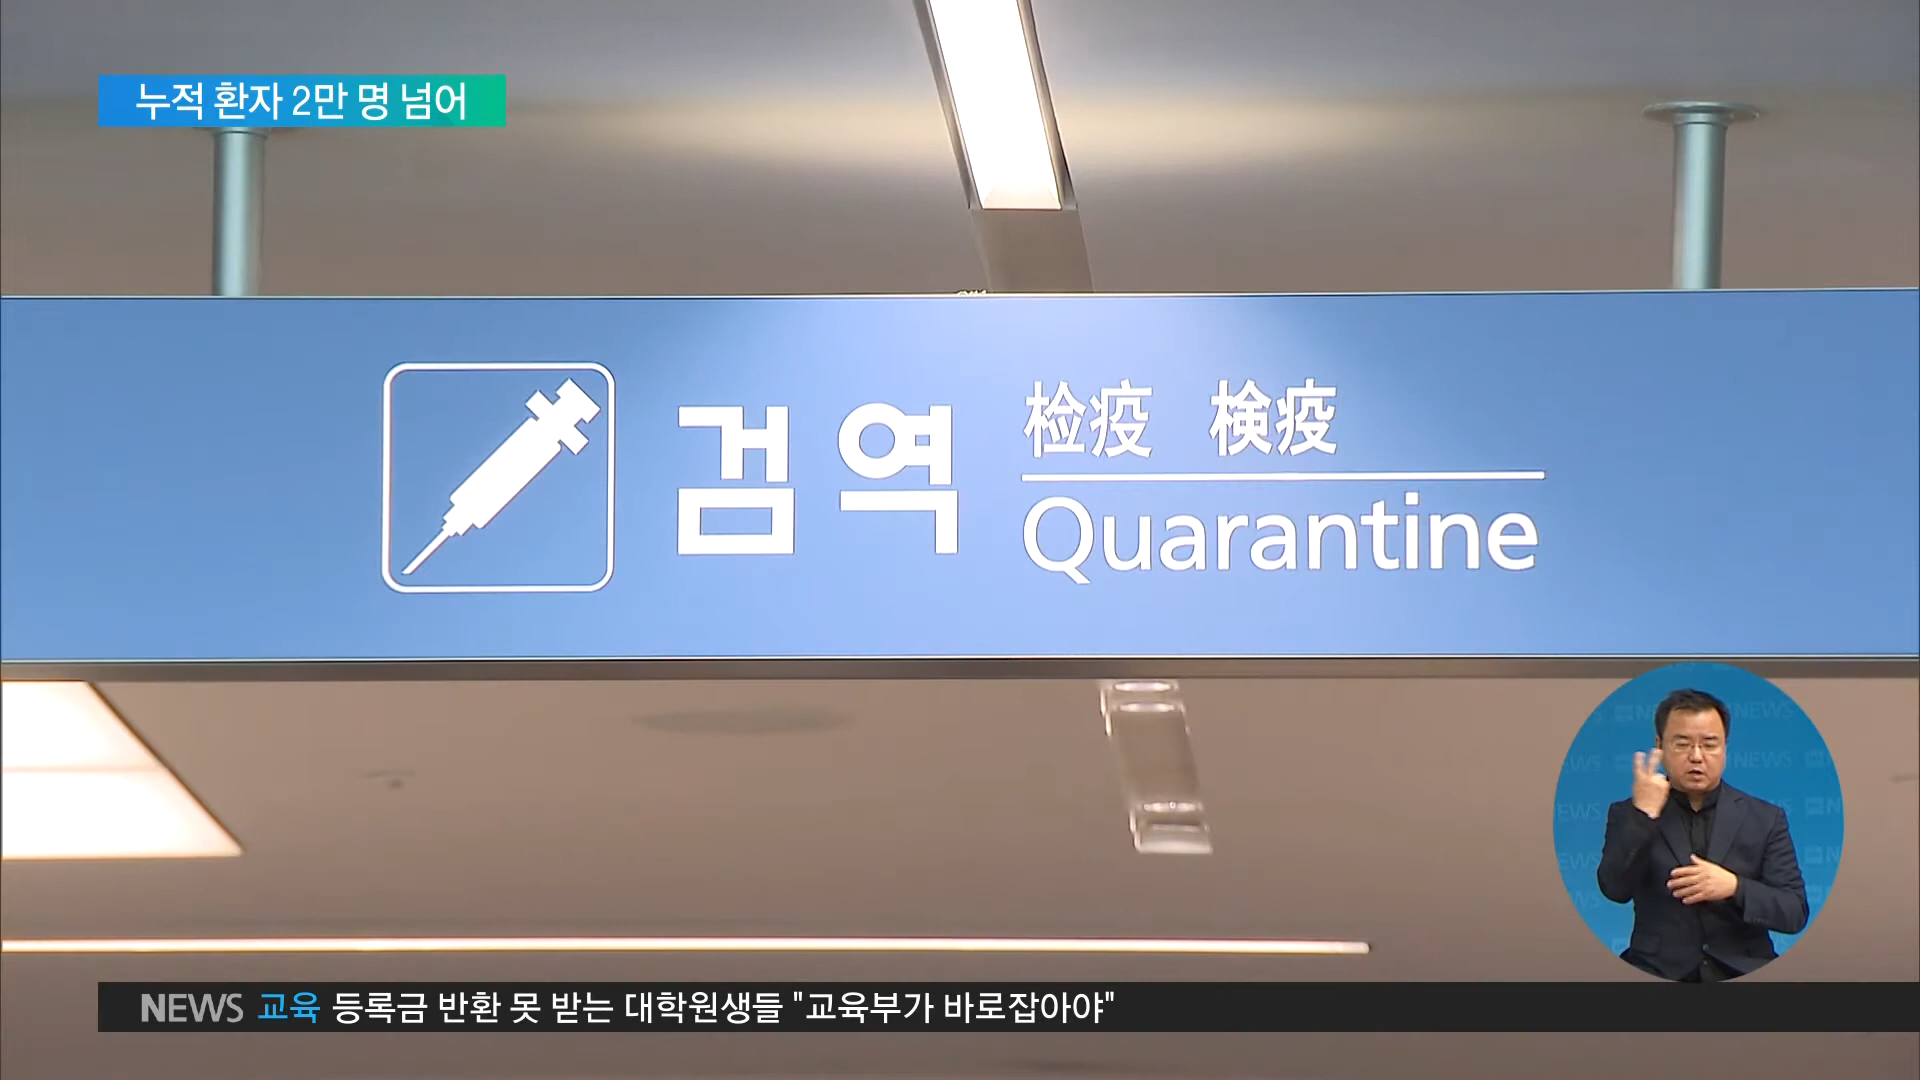 누적 환자 2만 명 넘어
검역
检疫 検疫
Quarantine
NEWS 교육 등록금 반환 못 받는 대학원생들 "교육부가 바로잡아야"